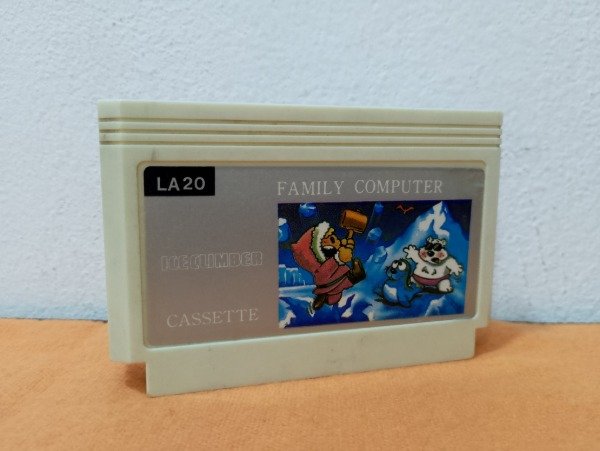 LA20
FAMILY COMPUTER
ICE CLIMBER
CASSETTE